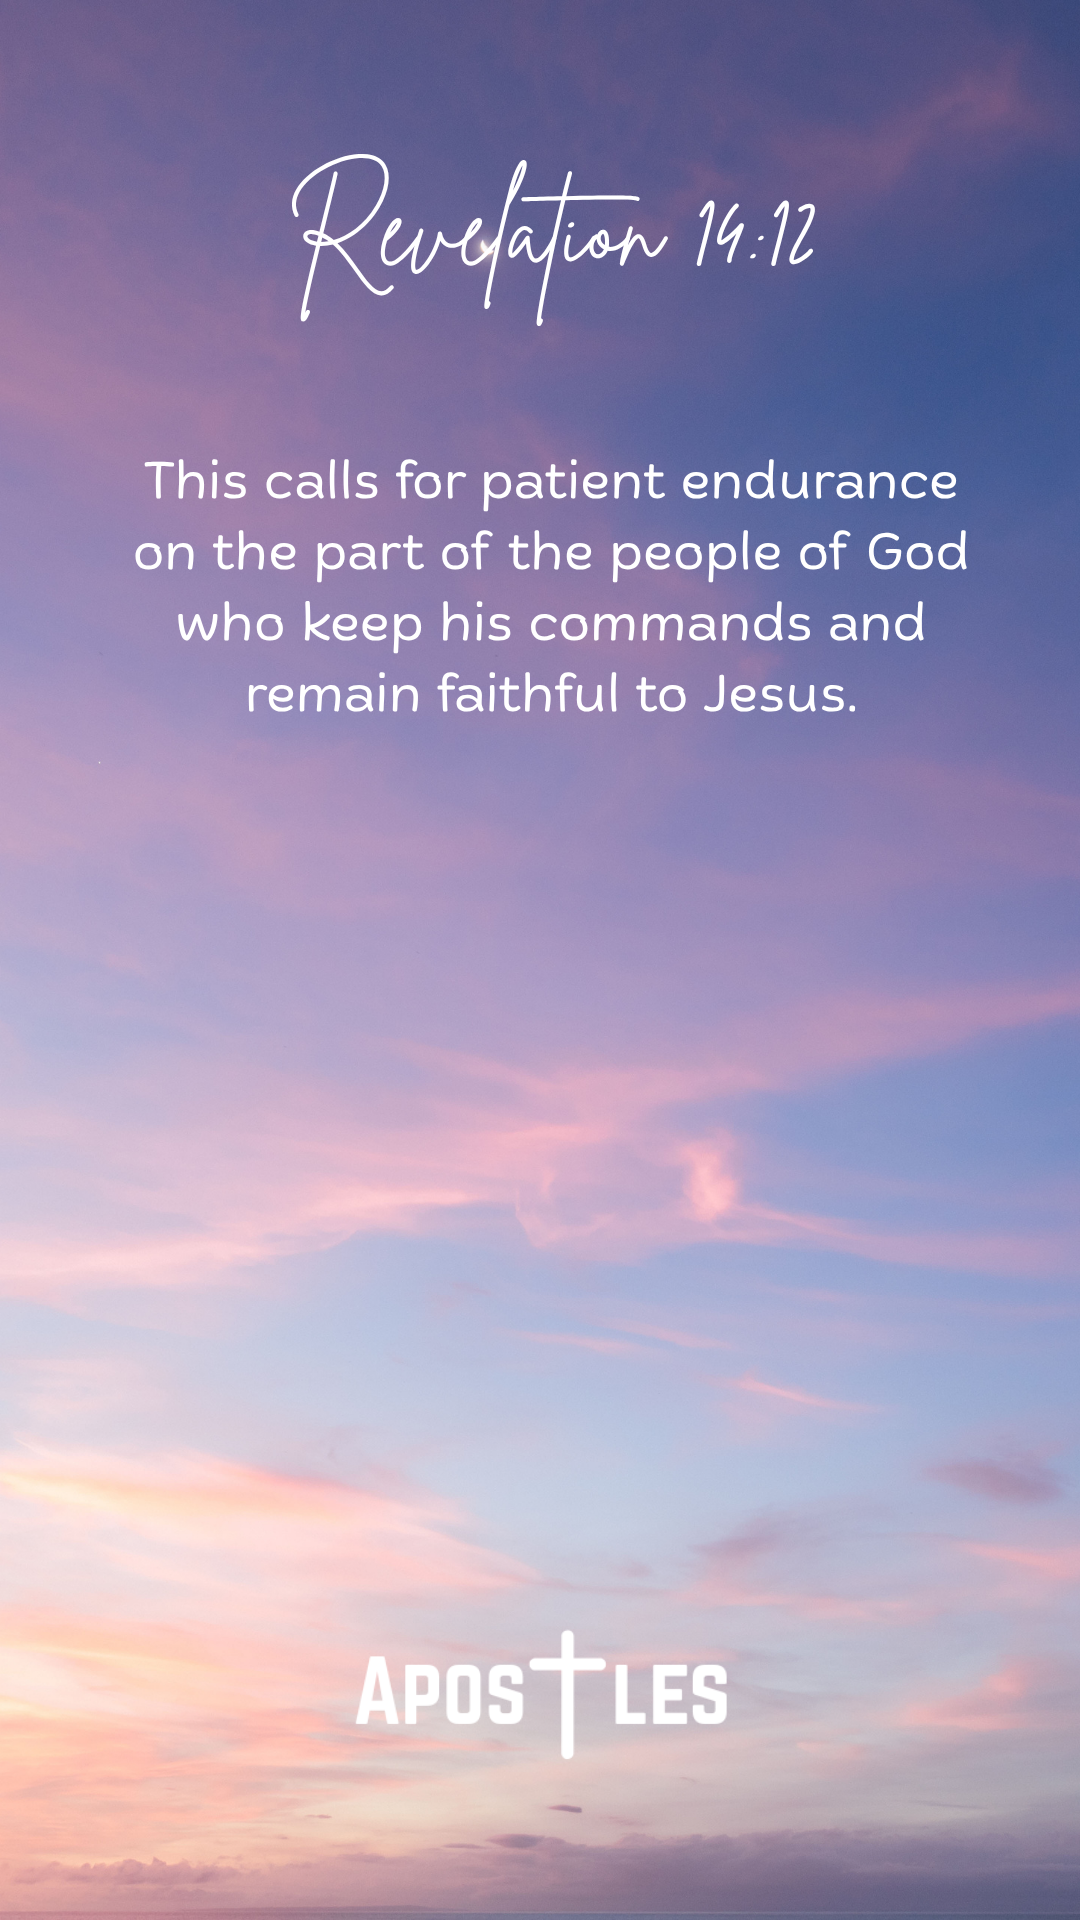 Revelation 14:12
This calls for patient endurance
on the part of the people of God
who keep his commands and
remain faithful to Jesus.
APOSTLES